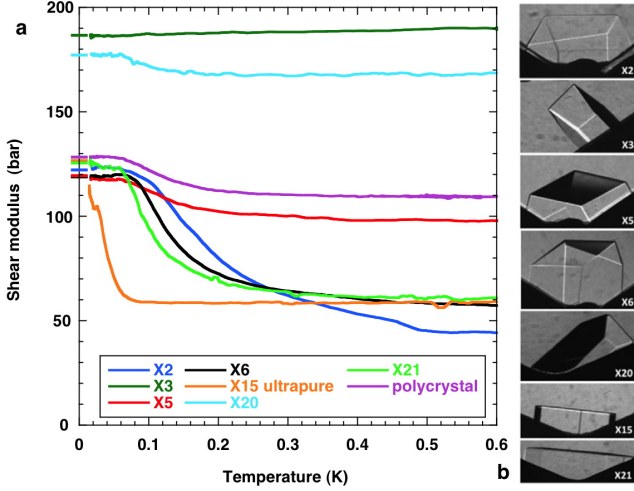 a
200
150
100
50
0
Shear modulus (bar)
X2 X6 X21
X3 X15 ultrapure polycrystal
X5 X20
0 0.1 0.2 0.3 0.4 0.5 0.6
Temperature (K)
b
X2
X3
X5
X6
X20
X15
X21